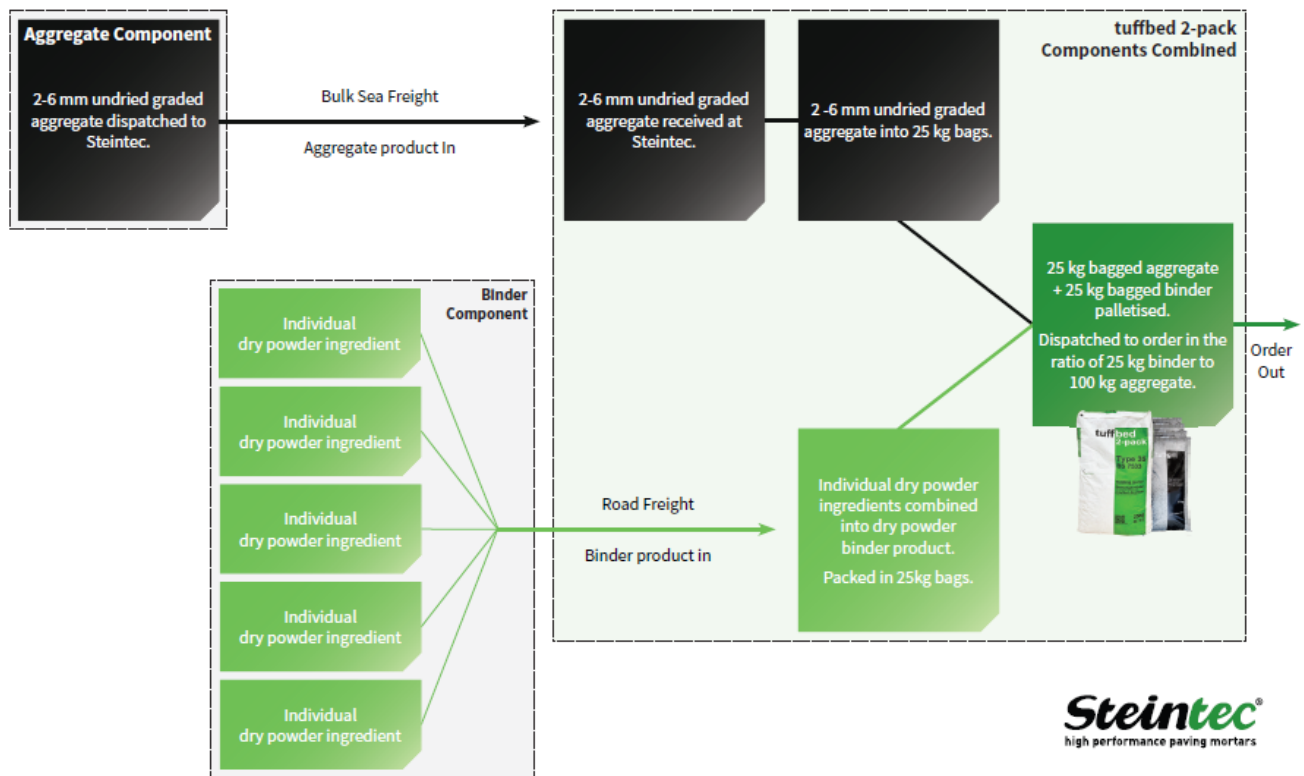 Aggregate Component
2-6 mm undried graded
aggregate dispatched to
Steintec.
Bulk Sea Freight
Aggregate product In
tuffbed 2-pack
Components Combined
2-6 mm undried graded
aggregate received at
Steintec.
2 -6 mm undried graded
aggregate into 25 kg bags.
25 kg bagged aggregate
+ 25 kg bagged binder
palletised.
Dispatched to order in the
ratio of 25 kg binder to
100 kg aggregate.
Order
Out
tuffbed
2-pack
Binder
Component
Individual
dry powder ingredient
Individual
dry powder ingredient
Individual
dry powder ingredient
Individual
dry powder ingredient
Individual
dry powder ingredient
Road Freight
Binder product in
Individual dry powder
ingredients combined
into dry powder
binder product.
Packed in 25kg bags.
Steintec®
high performance paving mortars